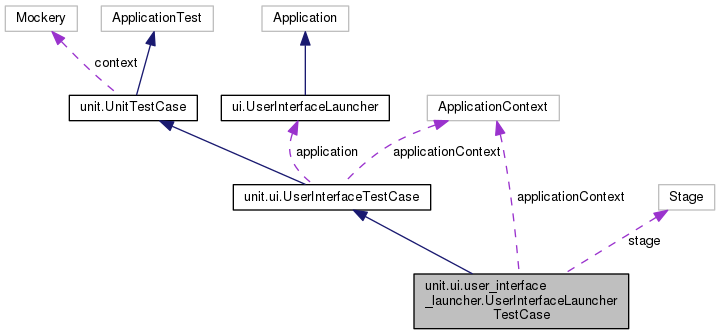 Mockery
ApplicationTest
Application
context
unit.UnitTestCase
ui.UserInterfaceLauncher
ApplicationContext
application
applicationContext
unit.ui.UserInterfaceTestCase
applicationContext
Stage
stage
unit.ui.user_interface
_launcher.UserInterfaceLauncher
TestCase